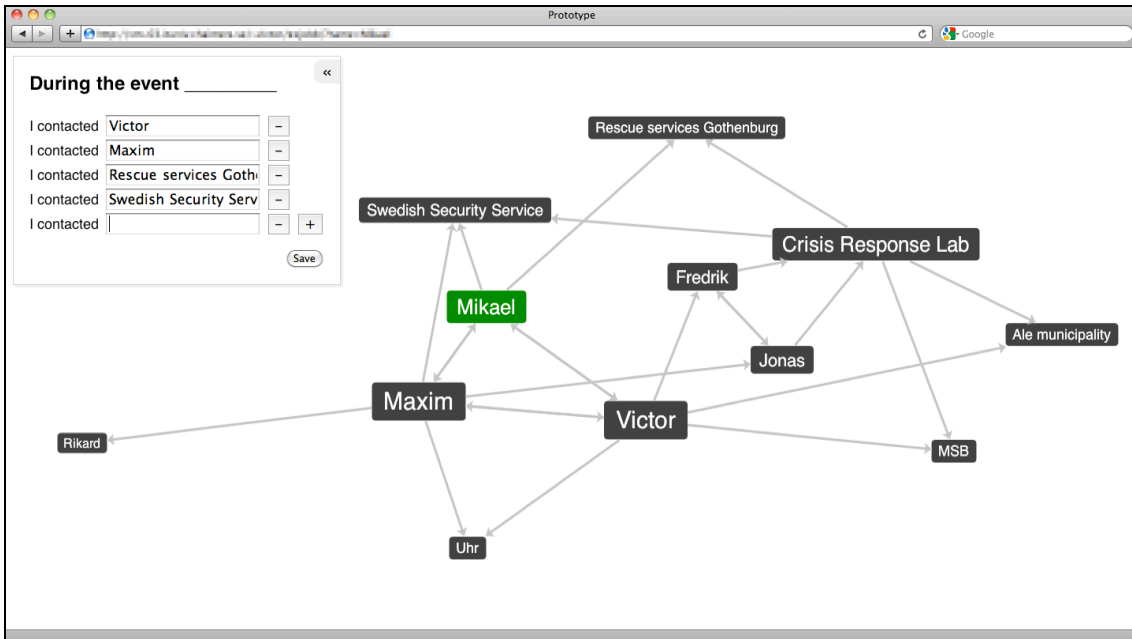 Prototype
Google
«
During the event _________
I contacted Victor −
I contacted Maxim −
I contacted Rescue services Goth −
I contacted Swedish Security Serv −
I contacted − +
Save
Rescue services Gothenburg
Swedish Security Service
Crisis Response Lab
Fredrik
Mikael
Ale municipality
Jonas
Maxim
Victor
Rikard
MSB
Uhr